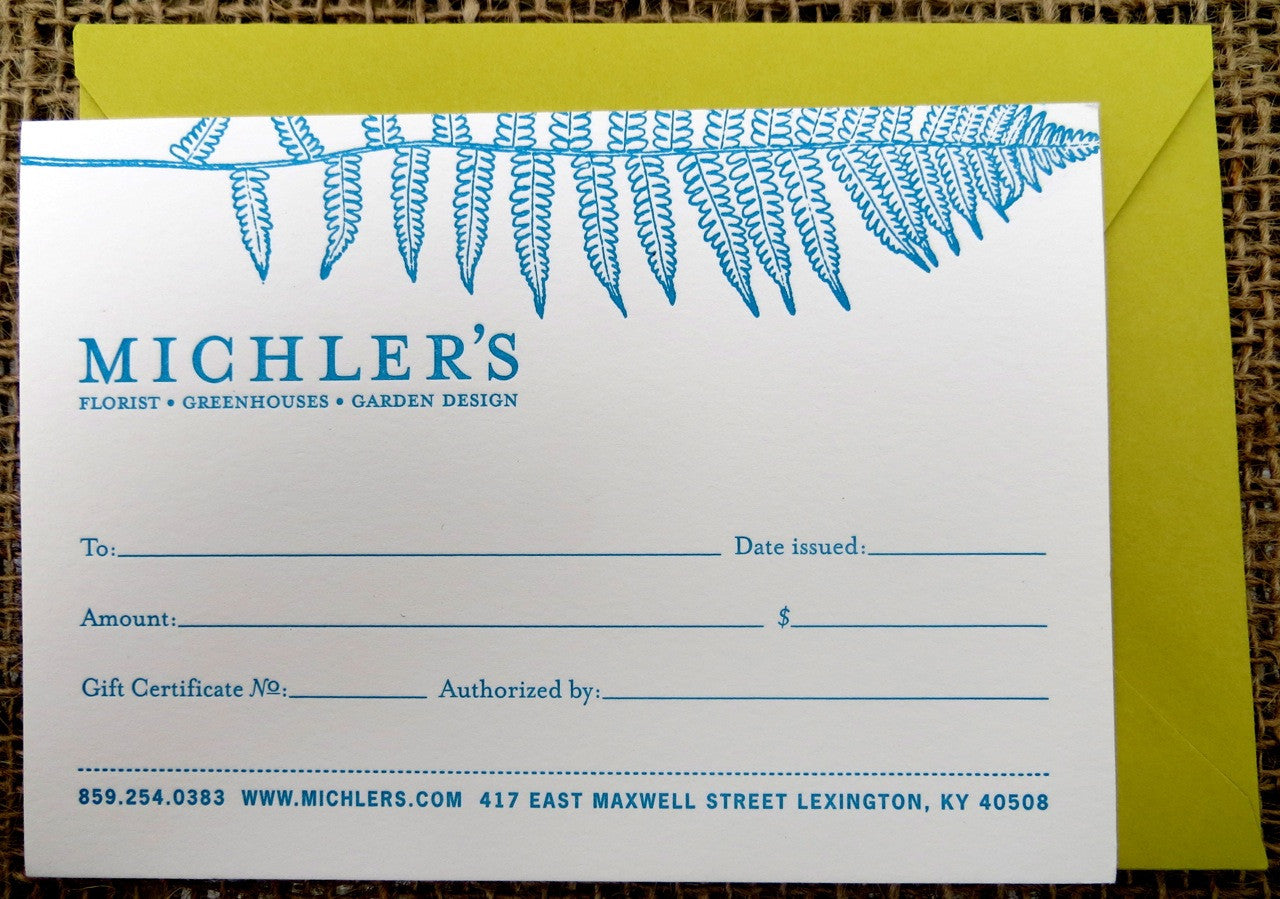 MICHLER'S
FLORIST • GREENHOUSES • GARDEN DESIGN
To: Date issued:
Amount: $
Gift Certificate №: Authorized by:
859.254.0383 WWW.MICHLERS.COM 417 EAST MAXWELL STREET LEXINGTON, KY 40508